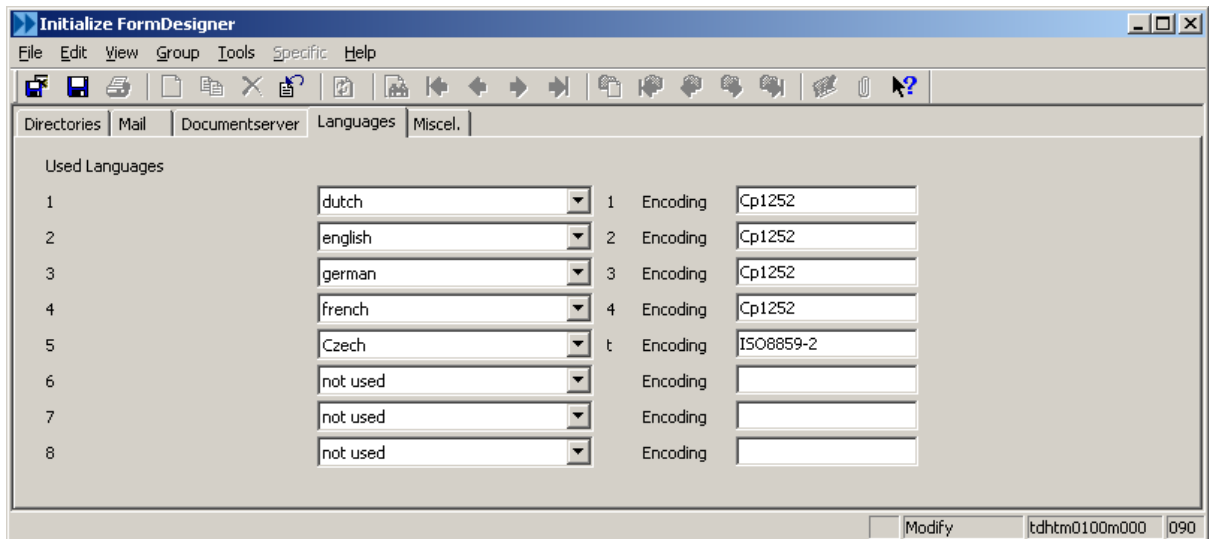 Initialize FormDesigner
File Edit View Group Tools Specific Help
Directories Mail Documentserver Languages Miscel.
Used Languages
1 dutch 1 Encoding Cp1252
2 english 2 Encoding Cp1252
3 german 3 Encoding Cp1252
4 french 4 Encoding Cp1252
5 Czech t Encoding ISO8859-2
6 not used Encoding
7 not used Encoding
8 not used Encoding
Modify tdhtm0100m000 090